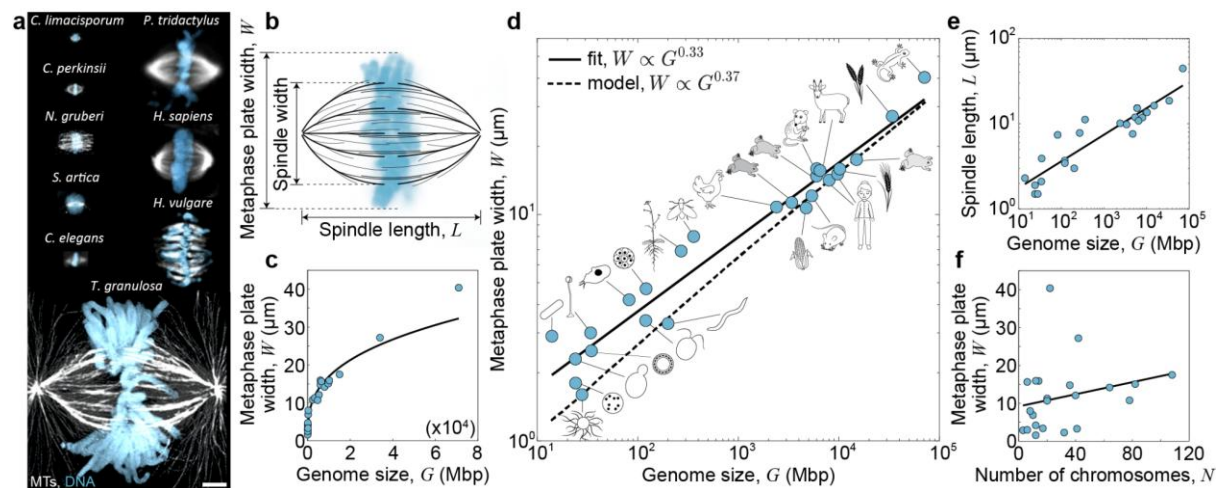 a
C. limacisporum
P. tridactylus
C. perkinsii
N. gruberi
H. sapiens
S. artica
H. vulgare
C. elegans
T. granulosa
MTs, DNA
b
Metaphase plate width, W
Spindle width
Spindle length, L
c
Metaphase plate
width, W (μm)
40
30
20
10
0
0
2
4
6
8
(x10⁴)
Genome size, G (Mbp)
d
fit, W ∝ G^0.33
model, W ∝ G^0.37
Metaphase plate width, W (μm)
10¹
10⁰
10²
10³
10⁴
10⁵
Genome size, G (Mbp)
e
Spindle length, L (μm)
10²
10¹
10⁰
10¹
10²
10³
10⁴
10⁵
Genome size, G (Mbp)
f
Metaphase plate
width, W (μm)
40
30
20
10
0
0
40
80
120
Number of chromosomes, N